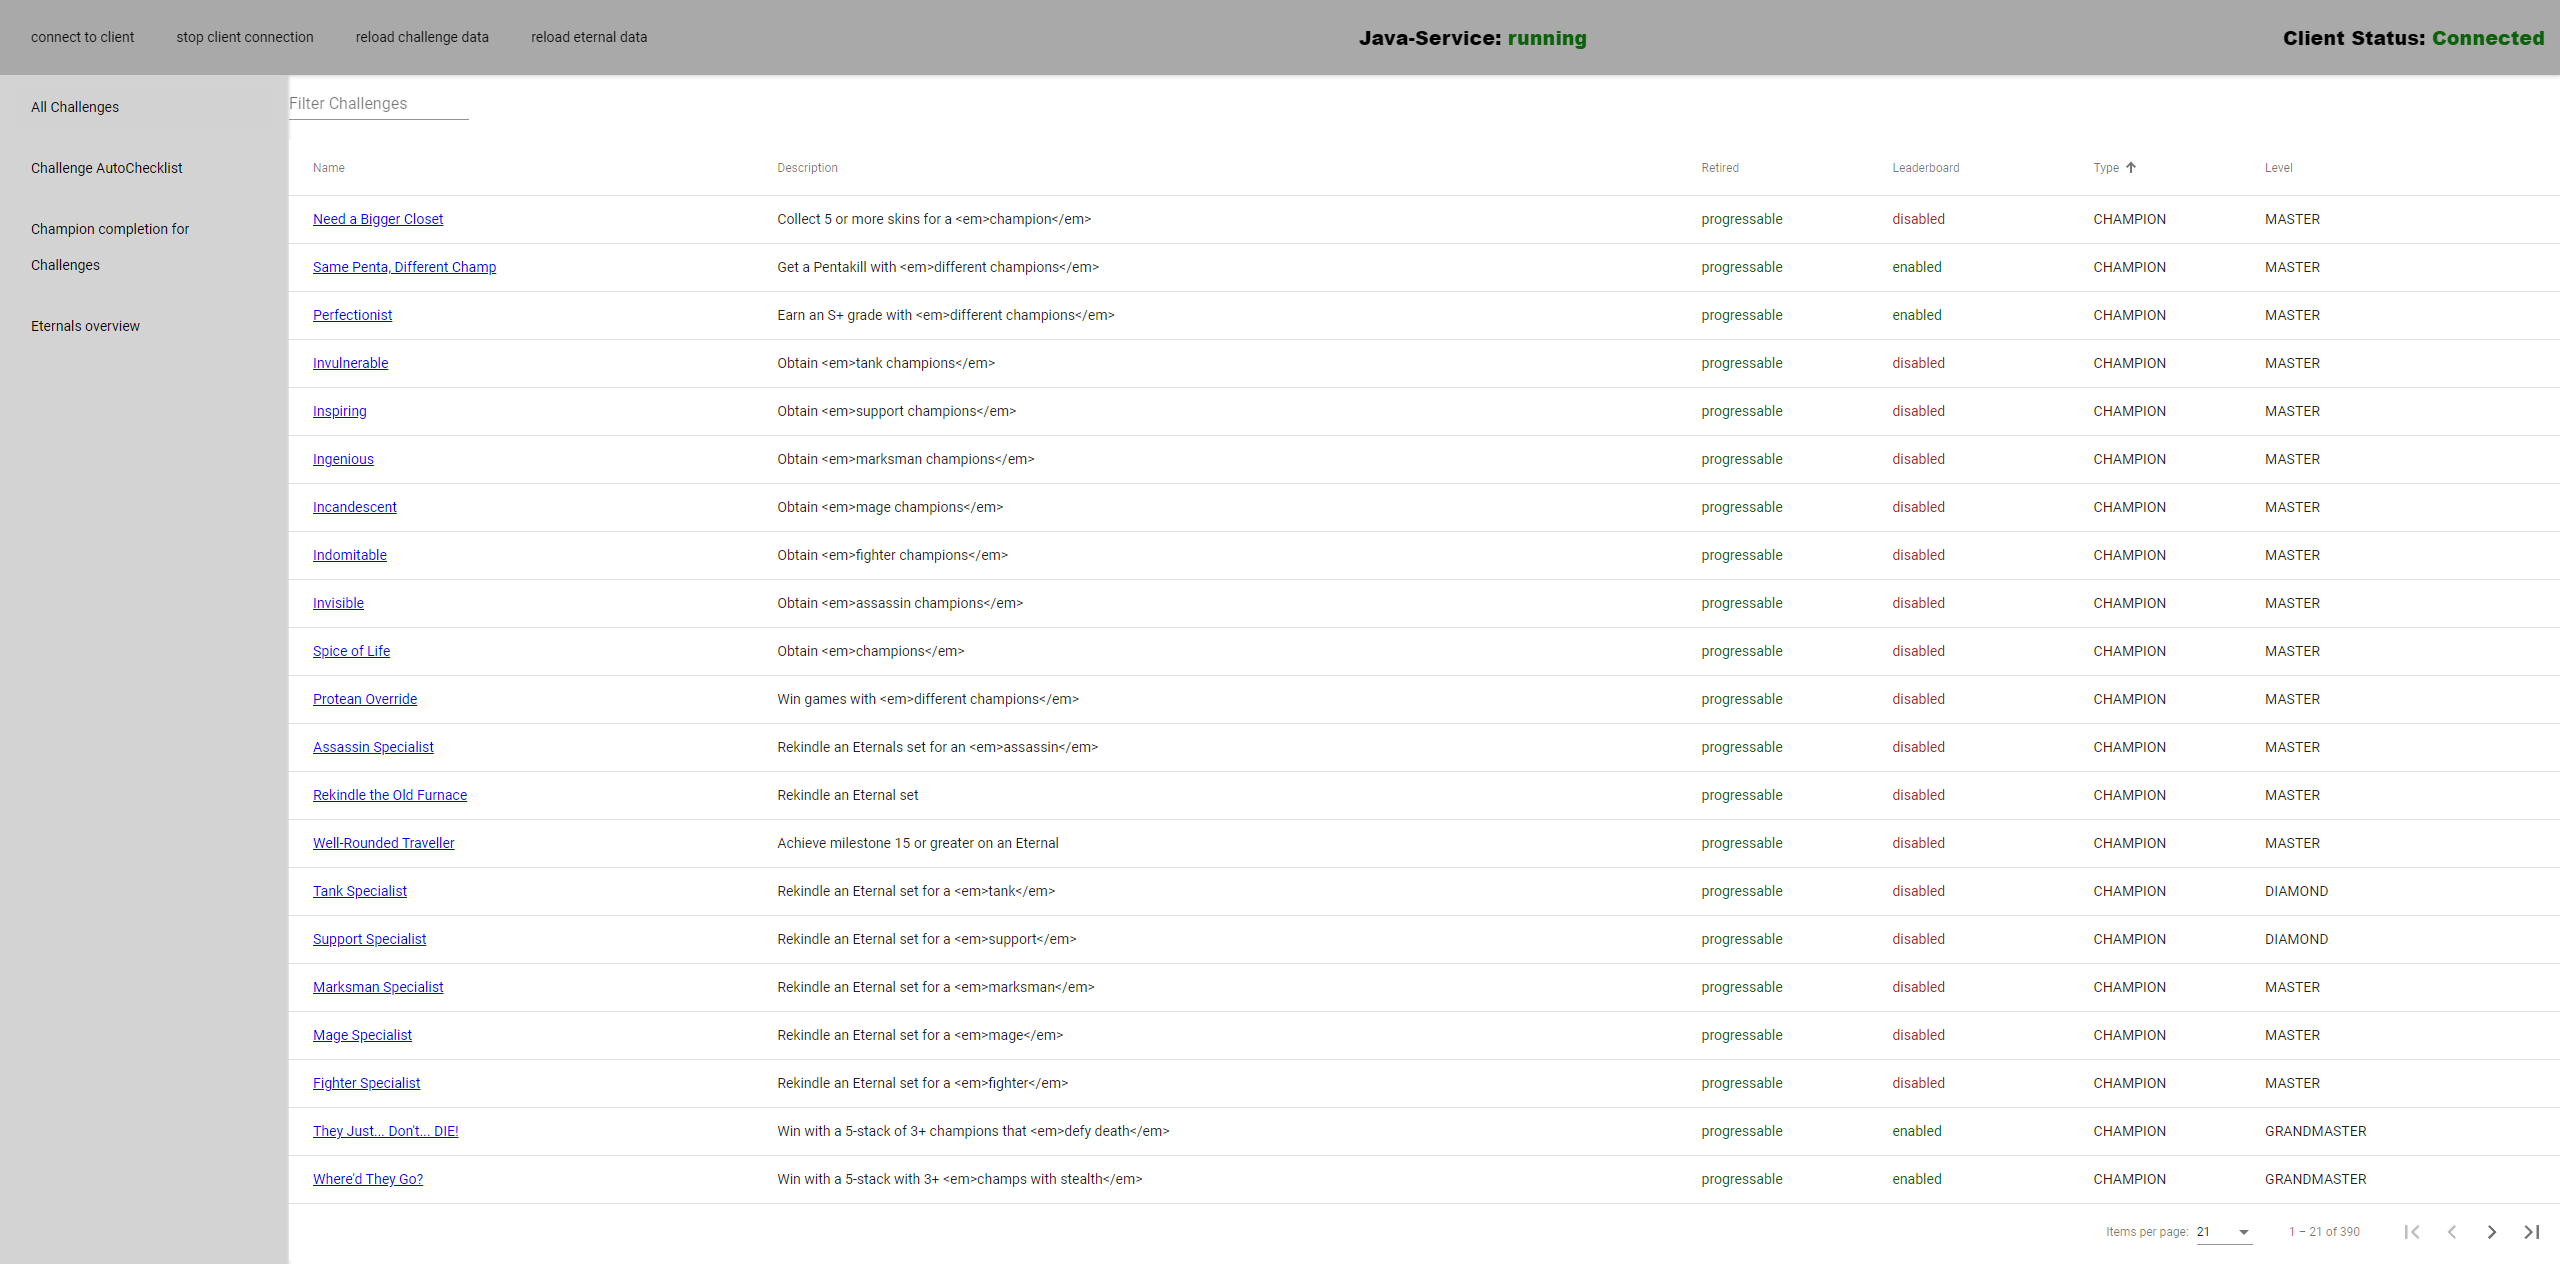 connect to client stop client connection reload challenge data reload eternal data Java-Service: running Client Status: Connected
All Challenges
Challenge AutoChecklist
Champion completion for
Challenges
Eternals overview
Filter Challenges
Name Description Retired Leaderboard Type Level
Need a Bigger Closet Collect 5 or more skins for a <em>champion</em> progressable disabled CHAMPION MASTER
Same Penta, Different Champ Get a Pentakill with <em>different champions</em> progressable enabled CHAMPION MASTER
Perfectionist Earn an S+ grade with <em>different champions</em> progressable enabled CHAMPION MASTER
Invulnerable Obtain <em>tank champions</em> progressable disabled CHAMPION MASTER
Inspiring Obtain <em>support champions</em> progressable disabled CHAMPION MASTER
Ingenious Obtain <em>marksman champions</em> progressable disabled CHAMPION MASTER
Incandescent Obtain <em>mage champions</em> progressable disabled CHAMPION MASTER
Indomitable Obtain <em>fighter champions</em> progressable disabled CHAMPION MASTER
Invisible Obtain <em>assassin champions</em> progressable disabled CHAMPION MASTER
Spice of Life Obtain <em>champions</em> progressable disabled CHAMPION MASTER
Protean Override Win games with <em>different champions</em> progressable disabled CHAMPION MASTER
Assassin Specialist Rekindle an Eternals set for an <em>assassin</em> progressable disabled CHAMPION MASTER
Rekindle the Old Furnace Rekindle an Eternal set progressable disabled CHAMPION MASTER
Well-Rounded Traveller Achieve milestone 15 or greater on an Eternal progressable disabled CHAMPION MASTER
Tank Specialist Rekindle an Eternal set for a <em>tank</em> progressable disabled CHAMPION DIAMOND
Support Specialist Rekindle an Eternal set for a <em>support</em> progressable disabled CHAMPION DIAMOND
Marksman Specialist Rekindle an Eternal set for a <em>marksman</em> progressable disabled CHAMPION MASTER
Mage Specialist Rekindle an Eternal set for a <em>mage</em> progressable disabled CHAMPION MASTER
Fighter Specialist Rekindle an Eternal set for a <em>fighter</em> progressable disabled CHAMPION MASTER
They Just... Don't... DIE! Win with a 5-stack of 3+ champions that <em>defy death</em> progressable enabled CHAMPION GRANDMASTER
Where'd They Go? Win with a 5-stack with 3+ <em>champs with stealth</em> progressable enabled CHAMPION GRANDMASTER
Items per page: 21 1 – 21 of 390